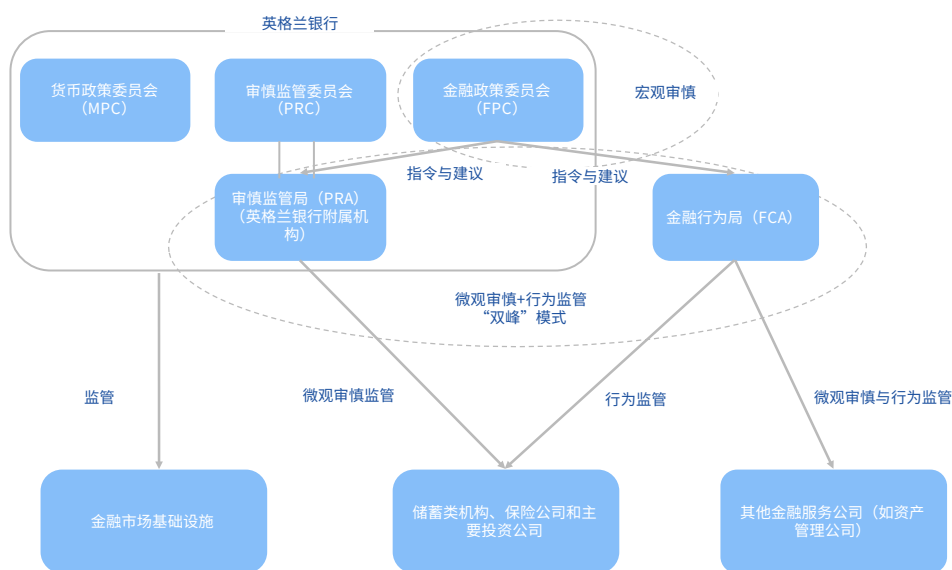 英格兰银行
货币政策委员会
（MPC）
审慎监管委员会
（PRC）
金融政策委员会
（FPC）
宏观审慎
指令与建议
指令与建议
审慎监管局（PRA）
（英格兰银行附属机
构）
金融行为局（FCA）
微观审慎+行为监管
“双峰”模式
监管
微观审慎监管
行为监管
微观审慎与行为监管
金融市场基础设施
储蓄类机构、保险公司和主
要投资公司
其他金融服务公司（如资产
管理公司）